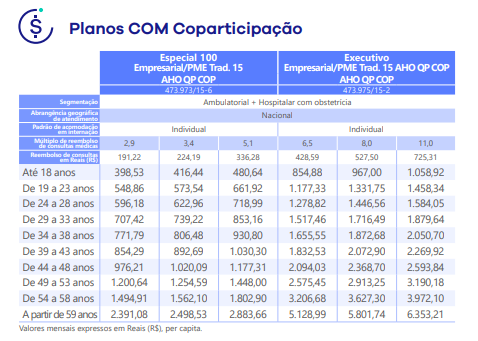 Planos COM Coparticipação
Especial 100 Executivo
Empresarial/PME Trad. 15 Empresarial/PME Trad. 15 AHO QP COP
AHO QP COP AHO QP COP
473.973/15-6 473.975/15-2
Segmentação Ambulatorial + Hospitalar com obstetrícia
Abrangência geográfica
de atendimento Nacional
Padrão de acomodação
em internação Individual Individual
Múltiplo de reembolso
de consultas médicas 2,9 3,4 5,1 6,5 8,0 11,0
Reembolso de consultas
em Reais (R$) 191,22 224,19 336,28 428,59 527,50 725,31
Até 18 anos 398,53 416,44 480,64 854,88 967,00 1.058,92
De 19 a 23 anos 548,86 573,54 661,92 1.177,33 1.331,75 1.458,34
De 24 a 28 anos 596,18 622,96 718,99 1.278,82 1.446,56 1.584,05
De 29 a 33 anos 707,42 739,22 853,16 1.517,46 1.716,49 1.879,64
De 34 a 38 anos 771,79 806,48 930,80 1.655,55 1.872,68 2.050,70
De 39 a 43 anos 854,29 892,69 1.030,30 1.832,53 2.072,90 2.269,92
De 44 a 48 anos 976,21 1.020,09 1.177,31 2.094,03 2.368,70 2.593,84
De 49 a 53 anos 1.200,64 1.254,59 1.448,00 2.575,45 2.913,25 3.190,18
De 54 a 58 anos 1.494,91 1.562,10 1.802,90 3.206,68 3.627,30 3.972,10
A partir de 59 anos 2.391,08 2.498,53 2.883,66 5.128,99 5.801,74 6.353,21
Valores mensais expressos em Reais (R$), per capita.